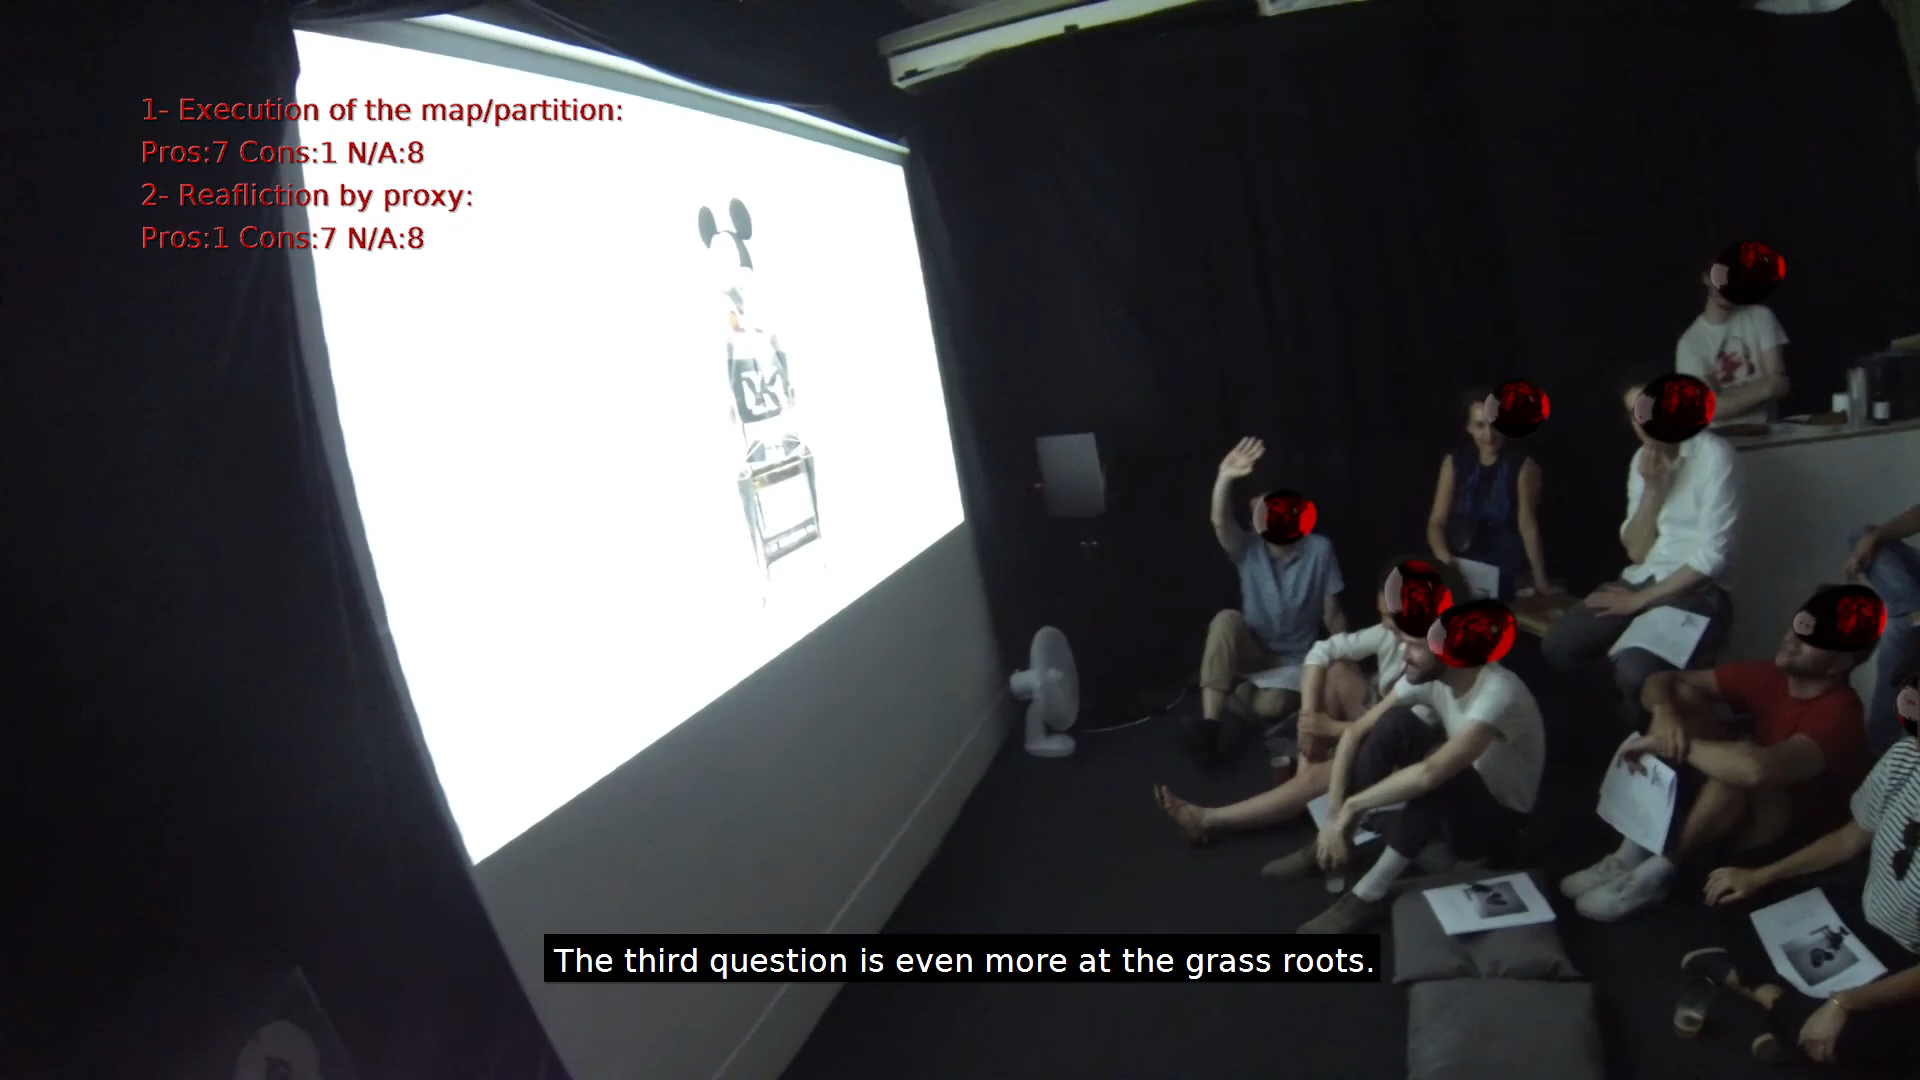 1- Execution of the map/partition:
Pros:7 Cons:1 N/A:8
2- Reafliction by proxy:
Pros:1 Cons:7 N/A:8
The third question is even more at the grass roots.